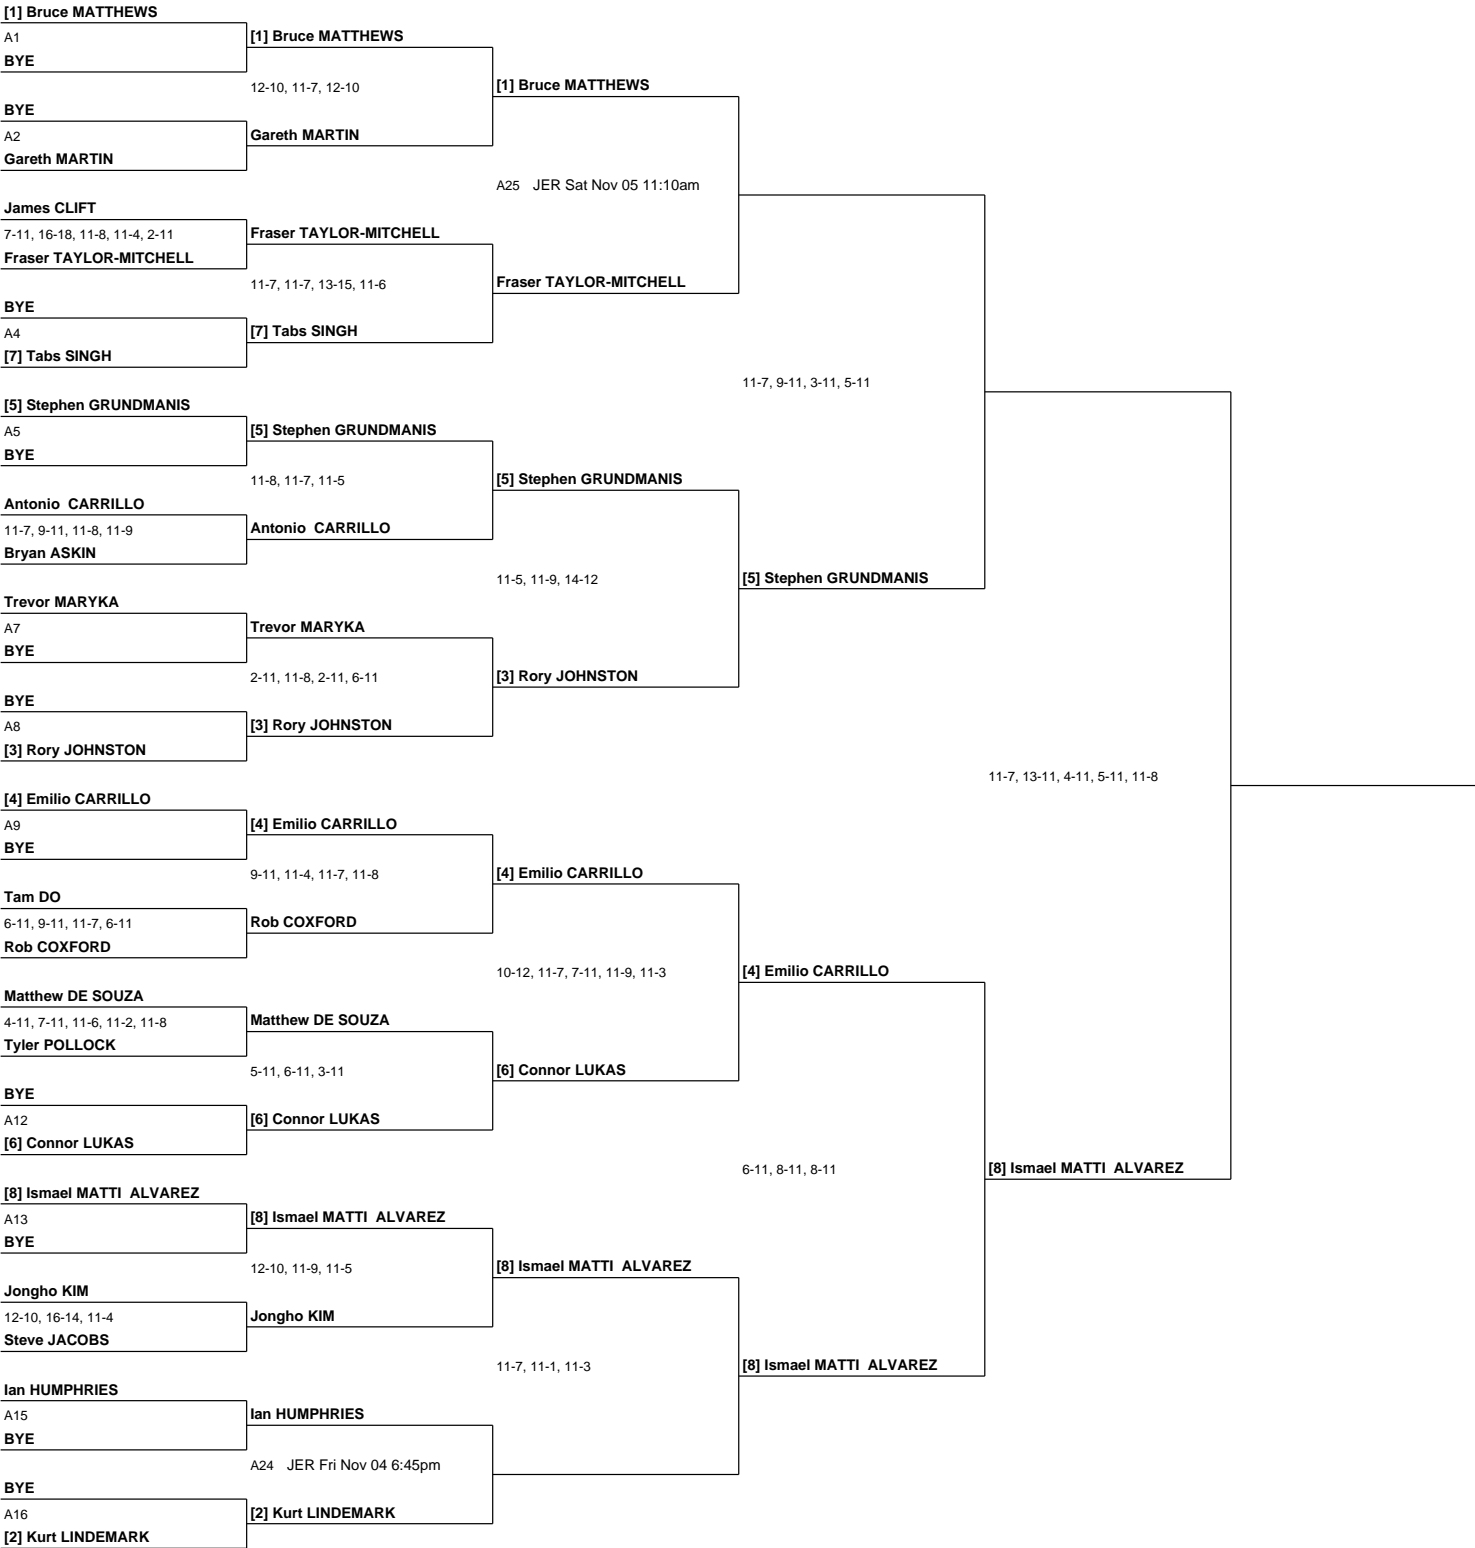 [1] Bruce MATTHEWS
A1
BYE
BYE
A2
Gareth MARTIN
James CLIFT
7-11, 16-18, 11-8, 11-4, 2-11
Fraser TAYLOR-MITCHELL
BYE
A4
[7] Tabs SINGH
[5] Stephen GRUNDMANIS
A5
BYE
Antonio CARRILLO
11-7, 9-11, 11-8, 11-9
Bryan ASKIN
Trevor MARYKA
A7
BYE
BYE
A8
[3] Rory JOHNSTON
[4] Emilio CARRILLO
A9
BYE
Tam DO
6-11, 9-11, 11-7, 6-11
Rob COXFORD
Matthew DE SOUZA
4-11, 7-11, 11-6, 11-2, 11-8
Tyler POLLOCK
BYE
A12
[6] Connor LUKAS
[8] Ismael MATTI ALVAREZ
A13
BYE
Jongho KIM
12-10, 16-14, 11-4
Steve JACOBS
Ian HUMPHRIES
A15
BYE
BYE
A16
[2] Kurt LINDEMARK
[1] Bruce MATTHEWS
12-10, 11-7, 12-10
Gareth MARTIN
Fraser TAYLOR-MITCHELL
11-7, 11-7, 13-15, 11-6
[7] Tabs SINGH
[5] Stephen GRUNDMANIS
11-8, 11-7, 11-5
Antonio CARRILLO
Trevor MARYKA
2-11, 11-8, 2-11, 6-11
[3] Rory JOHNSTON
[4] Emilio CARRILLO
9-11, 11-4, 11-7, 11-8
Rob COXFORD
Matthew DE SOUZA
5-11, 6-11, 3-11
[6] Connor LUKAS
[8] Ismael MATTI ALVAREZ
12-10, 11-9, 11-5
Jongho KIM
Ian HUMPHRIES
A24 JER Fri Nov 04 6:45pm
[2] Kurt LINDEMARK
[1] Bruce MATTHEWS
A25 JER Sat Nov 05 11:10am
Fraser TAYLOR-MITCHELL
[5] Stephen GRUNDMANIS
11-5, 11-9, 14-12
[3] Rory JOHNSTON
[4] Emilio CARRILLO
10-12, 11-7, 7-11, 11-9, 11-3
[6] Connor LUKAS
[8] Ismael MATTI ALVAREZ
11-7, 11-1, 11-3
11-7, 9-11, 3-11, 5-11
[5] Stephen GRUNDMANIS
[4] Emilio CARRILLO
6-11, 8-11, 8-11
[8] Ismael MATTI ALVAREZ
11-7, 13-11, 4-11, 5-11, 11-8
[8] Ismael MATTI ALVAREZ